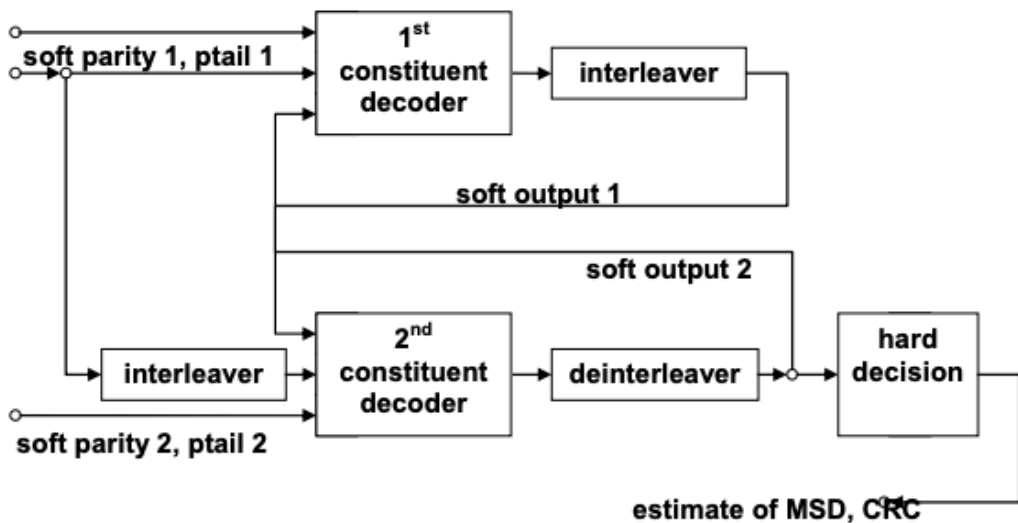 soft parity 1, ptail 1
1st
constituent
decoder
interleaver
soft output 1
soft output 2
interleaver
2nd
constituent
decoder
deinterleaver
hard
decision
soft parity 2, ptail 2
estimate of MSD, CRC